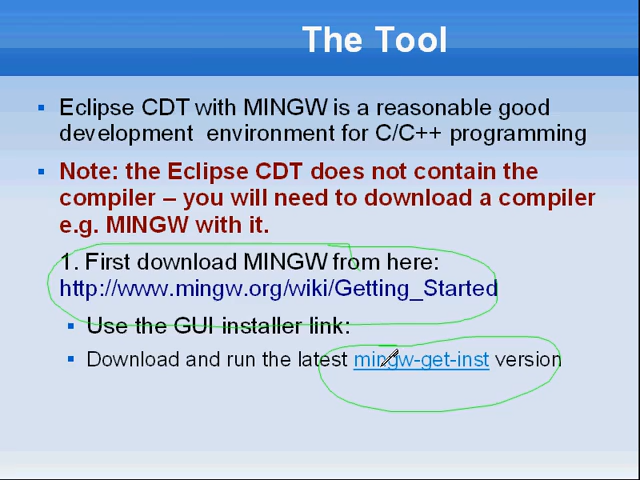 The Tool
Eclipse CDT with MINGW is a reasonable good
development environment for C/C++ programming
Note: the Eclipse CDT does not contain the
compiler – you will need to download a compiler
e.g. MINGW with it.
1. First download MINGW from here:
http://www.mingw.org/wiki/Getting_Started
Use the GUI installer link:
Download and run the latest mingw-get-inst version